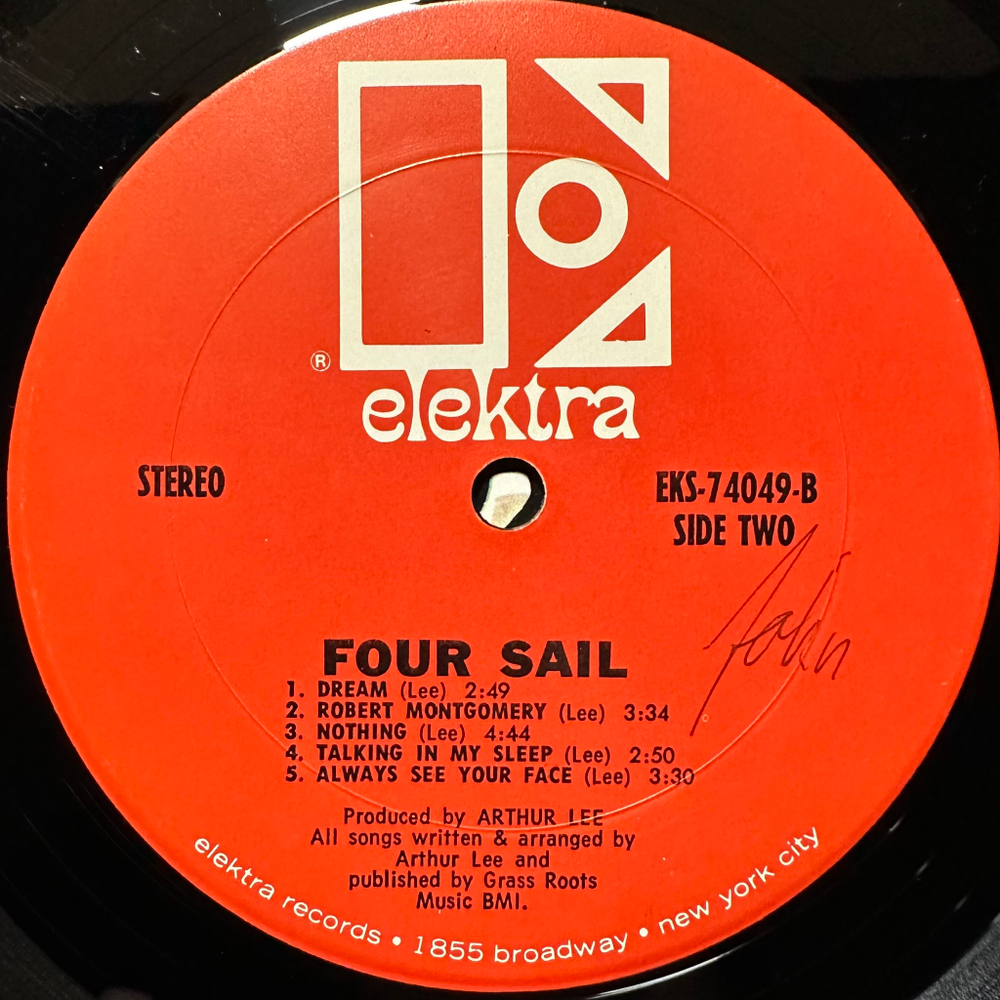 ®
elektra
STEREO
EKS-74049-B
SIDE TWO
FOUR SAIL
1. DREAM (Lee) 2:49
2. ROBERT MONTGOMERY (Lee) 3:34
3. NOTHING (Lee) 4:44
4. TALKING IN MY SLEEP (Lee) 2:50
5. ALWAYS SEE YOUR FACE (Lee) 3:30
Produced by ARTHUR LEE
All songs written & arranged by
Arthur Lee and
published by Grass Roots
Music BMI.
elektra records • 1855 broadway • new york city